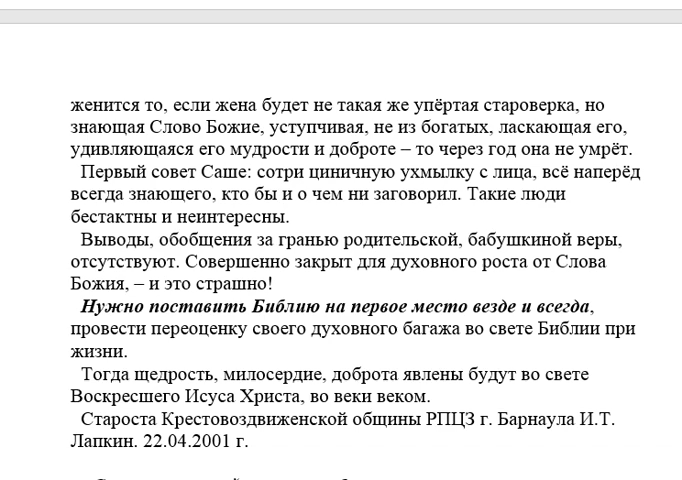 женится то, если жена будет не такая же упёртая староверка, но
знающая Слово Божие, уступчивая, не из богатых, ласкающая его,
удивляющаяся его мудрости и доброте – то через год она не умрёт.
Первый совет Саше: сотри циничную ухмылку с лица, всё наперёд
всегда знающего, кто бы и о чем ни заговорил. Такие люди
бестактны и неинтересны.
Выводы, обобщения за гранью родительской, бабушкиной веры,
отсутствуют. Совершенно закрыт для духовного роста от Слова
Божия, – и это страшно!
Нужно поставить Библию на первое место везде и всегда,
провести переоценку своего духовного багажа во свете Библии при
жизни.
Тогда щедрость, милосердие, доброта явлены будут во свете
Воскресшего Исуса Христа, во веки веком.
Староста Крестовоздвиженской общины РПЦЗ г. Барнаула И.Т.
Лапкин. 22.04.2001 г.